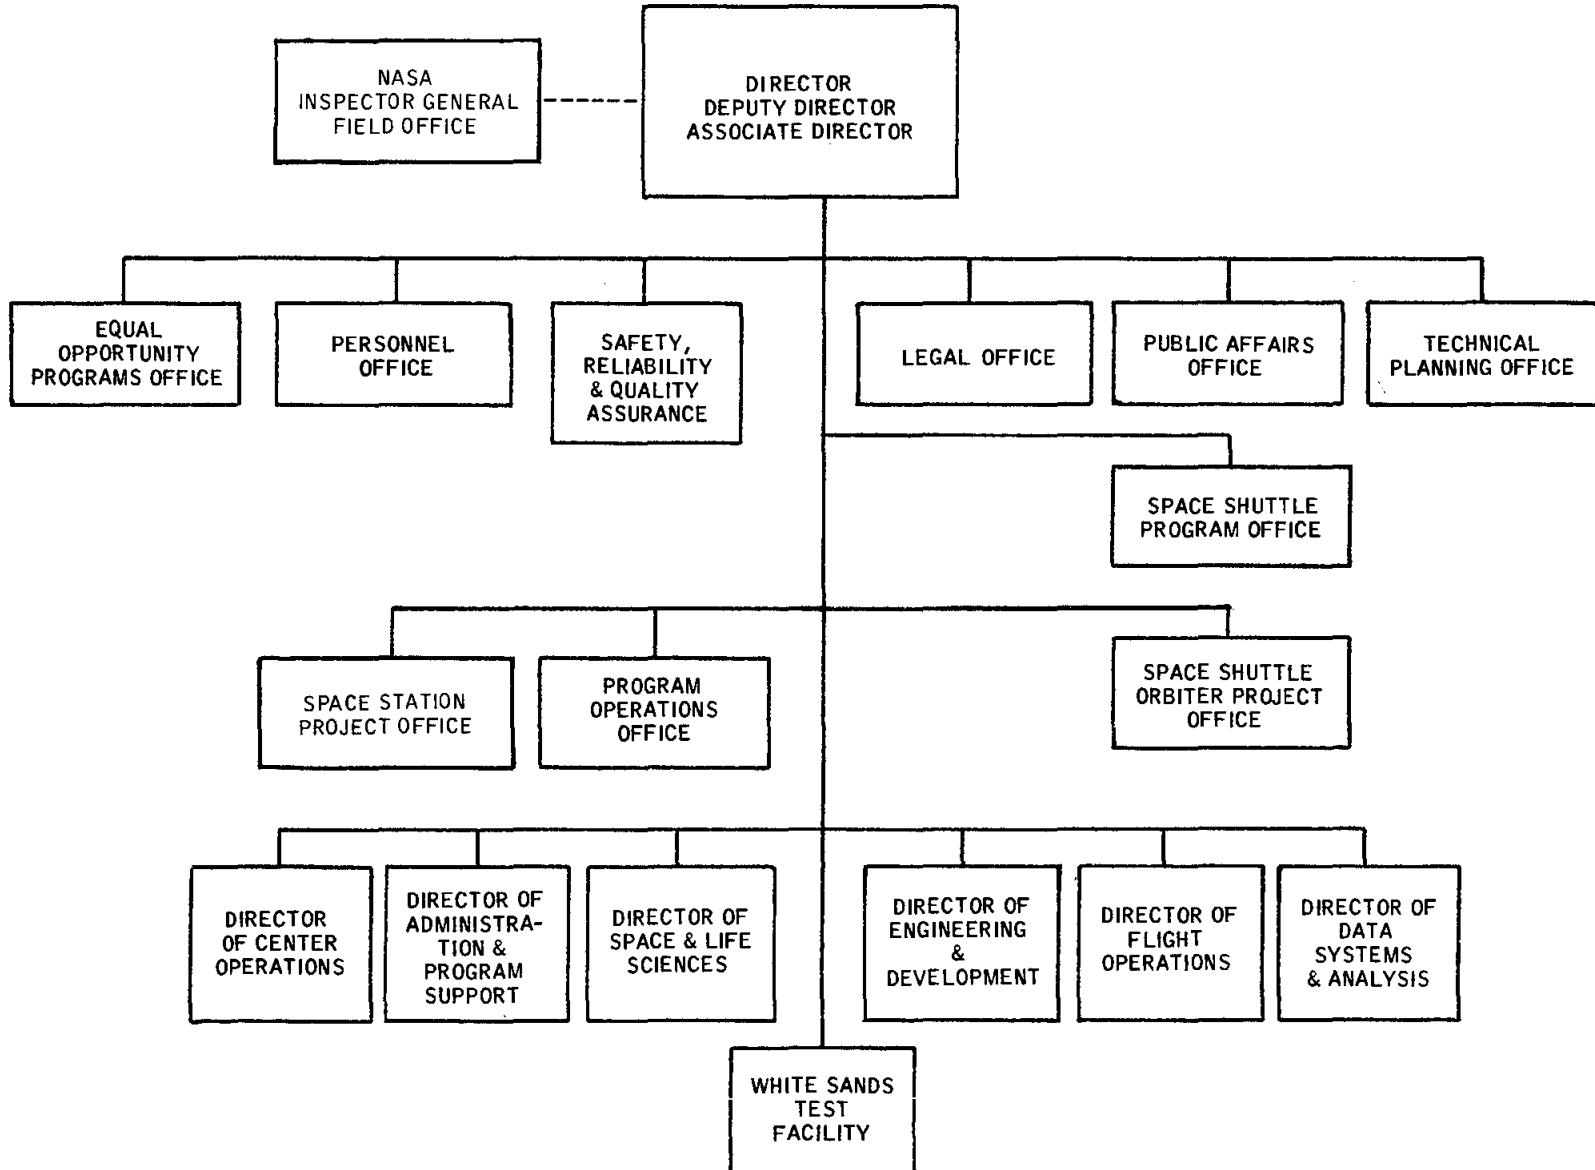 NASA
INSPECTOR GENERAL
FIELD OFFICE
DIRECTOR
DEPUTY DIRECTOR
ASSOCIATE DIRECTOR
EQUAL
OPPORTUNITY
PROGRAMS OFFICE
PERSONNEL
OFFICE
SAFETY,
RELIABILITY
& QUALITY
ASSURANCE
LEGAL OFFICE
PUBLIC AFFAIRS
OFFICE
TECHNICAL
PLANNING OFFICE
SPACE SHUTTLE
PROGRAM OFFICE
SPACE STATION
PROJECT OFFICE
PROGRAM
OPERATIONS
OFFICE
SPACE SHUTTLE
ORBITER PROJECT
OFFICE
DIRECTOR
OF CENTER
OPERATIONS
DIRECTOR OF
ADMINISTRA-
TION &
PROGRAM
SUPPORT
DIRECTOR OF
SPACE & LIFE
SCIENCES
DIRECTOR OF
ENGINEERING
&
DEVELOPMENT
DIRECTOR OF
FLIGHT
OPERATIONS
DIRECTOR OF
DATA
SYSTEMS
& ANALYSIS
WHITE SANDS
TEST
FACILITY